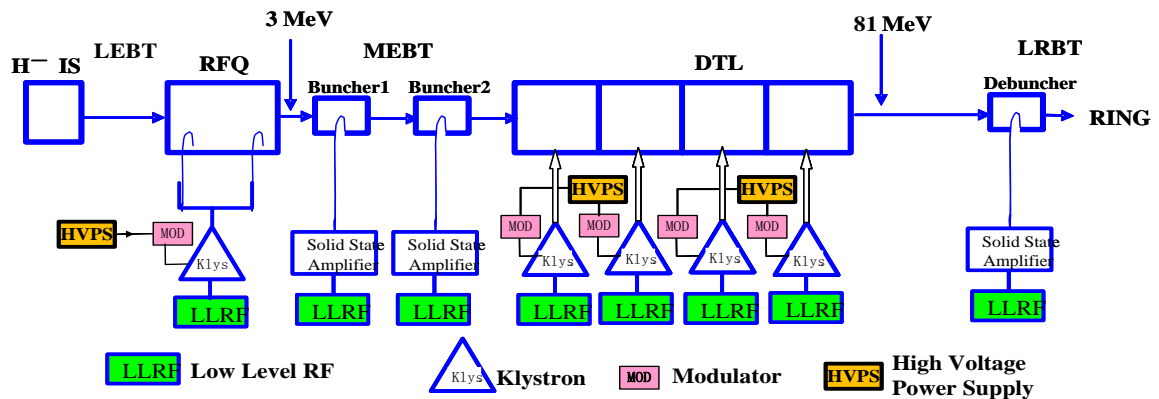 3 MeV
81 MeV
LEBT
MEBT
LRBT
H— IS
RFQ
DTL
Buncher1
Buncher2
Debuncher
RING
HVPS
HVPS
MOD
MOD
MOD
MOD
HVPS
MOD
Solid State
Amplifier
Solid State
Amplifier
Solid State
Amplifier
Klys
Klys
Klys
Klys
Klys
LLRF
LLRF
LLRF
LLRF
LLRF
LLRF
LLRF
LLRF
LLRF Low Level RF
Klys Klystron
MOD Modulator
HVPS High Voltage
Power Supply